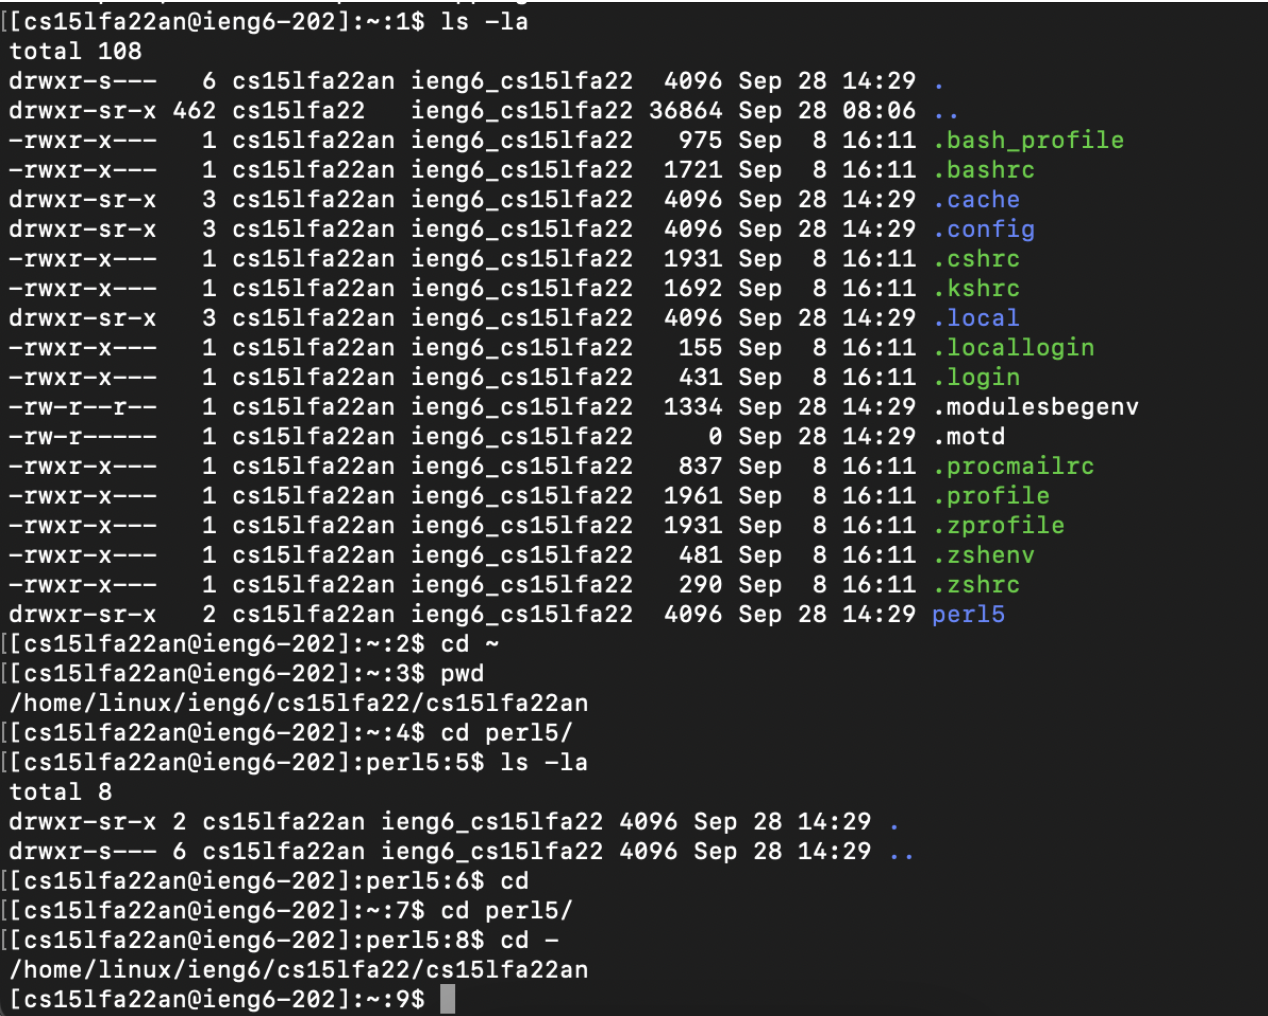 [[cs15lfa22an@ieng6-202]:~:1$ ls -la
total 108
drwxr-s---   6 cs15lfa22an ieng6_cs15lfa22  4096 Sep 28 14:29 .
drwxr-sr-x 462 cs15lfa22   ieng6_cs15lfa22 36864 Sep 28 08:06 ..
-rwxr-x---   1 cs15lfa22an ieng6_cs15lfa22   975 Sep  8 16:11 .bash_profile
-rwxr-x---   1 cs15lfa22an ieng6_cs15lfa22  1721 Sep  8 16:11 .bashrc
drwxr-sr-x   3 cs15lfa22an ieng6_cs15lfa22  4096 Sep 28 14:29 .cache
drwxr-sr-x   3 cs15lfa22an ieng6_cs15lfa22  4096 Sep 28 14:29 .config
-rwxr-x---   1 cs15lfa22an ieng6_cs15lfa22  1931 Sep  8 16:11 .cshrc
-rwxr-x---   1 cs15lfa22an ieng6_cs15lfa22  1692 Sep  8 16:11 .kshrc
drwxr-sr-x   3 cs15lfa22an ieng6_cs15lfa22  4096 Sep 28 14:29 .local
-rwxr-x---   1 cs15lfa22an ieng6_cs15lfa22   155 Sep  8 16:11 .locallogin
-rwxr-x---   1 cs15lfa22an ieng6_cs15lfa22   431 Sep  8 16:11 .login
-rw-r--r--   1 cs15lfa22an ieng6_cs15lfa22  1334 Sep 28 14:29 .modulesbegenv
-rw-r-----   1 cs15lfa22an ieng6_cs15lfa22     0 Sep 28 14:29 .motd
-rwxr-x---   1 cs15lfa22an ieng6_cs15lfa22   837 Sep  8 16:11 .procmailrc
-rwxr-x---   1 cs15lfa22an ieng6_cs15lfa22  1961 Sep  8 16:11 .profile
-rwxr-x---   1 cs15lfa22an ieng6_cs15lfa22  1931 Sep  8 16:11 .zprofile
-rwxr-x---   1 cs15lfa22an ieng6_cs15lfa22   481 Sep  8 16:11 .zshenv
-rwxr-x---   1 cs15lfa22an ieng6_cs15lfa22   290 Sep  8 16:11 .zshrc
drwxr-sr-x   2 cs15lfa22an ieng6_cs15lfa22  4096 Sep 28 14:29 perl5
[[cs15lfa22an@ieng6-202]:~:2$ cd ~
[[cs15lfa22an@ieng6-202]:~:3$ pwd
/home/linux/ieng6/cs15lfa22/cs15lfa22an
[[cs15lfa22an@ieng6-202]:~:4$ cd perl5/
[[cs15lfa22an@ieng6-202]:perl5:5$ ls -la
total 8
drwxr-sr-x 2 cs15lfa22an ieng6_cs15lfa22 4096 Sep 28 14:29 .
drwxr-s--- 6 cs15lfa22an ieng6_cs15lfa22 4096 Sep 28 14:29 ..
[[cs15lfa22an@ieng6-202]:perl5:6$ cd
[[cs15lfa22an@ieng6-202]:~:7$ cd perl5/
[[cs15lfa22an@ieng6-202]:perl5:8$ cd -
/home/linux/ieng6/cs15lfa22/cs15lfa22an
[cs15lfa22an@ieng6-202]:~:9$